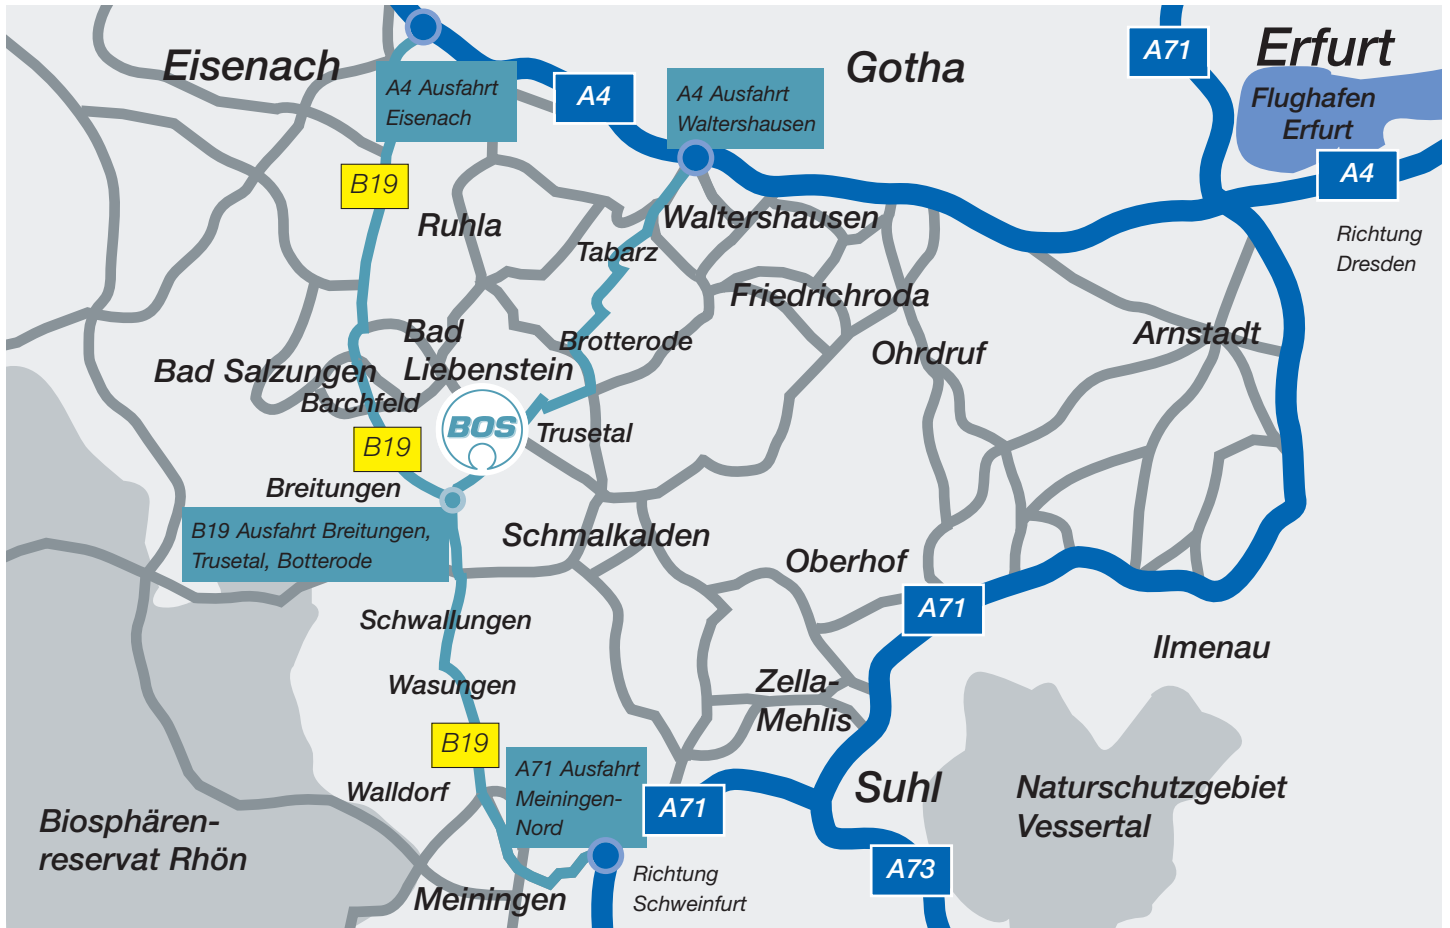 A71
Erfurt
Eisenach
Gotha
A4 Ausfahrt
Eisenach
A4
A4 Ausfahrt
Waltershausen
Flughafen
Erfurt
A4
B19
Ruhla
Waltershausen
Richtung
Dresden
Tabarz
Friedrichroda
Bad
Liebenstein
Brotterode
Ohrdruf
Arnstadt
Bad Salzungen
Barchfeld
BOS
Trusetal
B19
Breitungen
B19 Ausfahrt Breitungen,
Trusetal, Botterode
Schmalkalden
Oberhof
A71
Schwallungen
Ilmenau
Wasungen
Zella-
Mehlis
B19
A71 Ausfahrt
Meiningen-
Nord
Walldorf
A71
Suhl
Naturschutzgebiet
Vessertal
Biosphären-
reservat Rhön
A73
Richtung
Schweinfurt
Meiningen